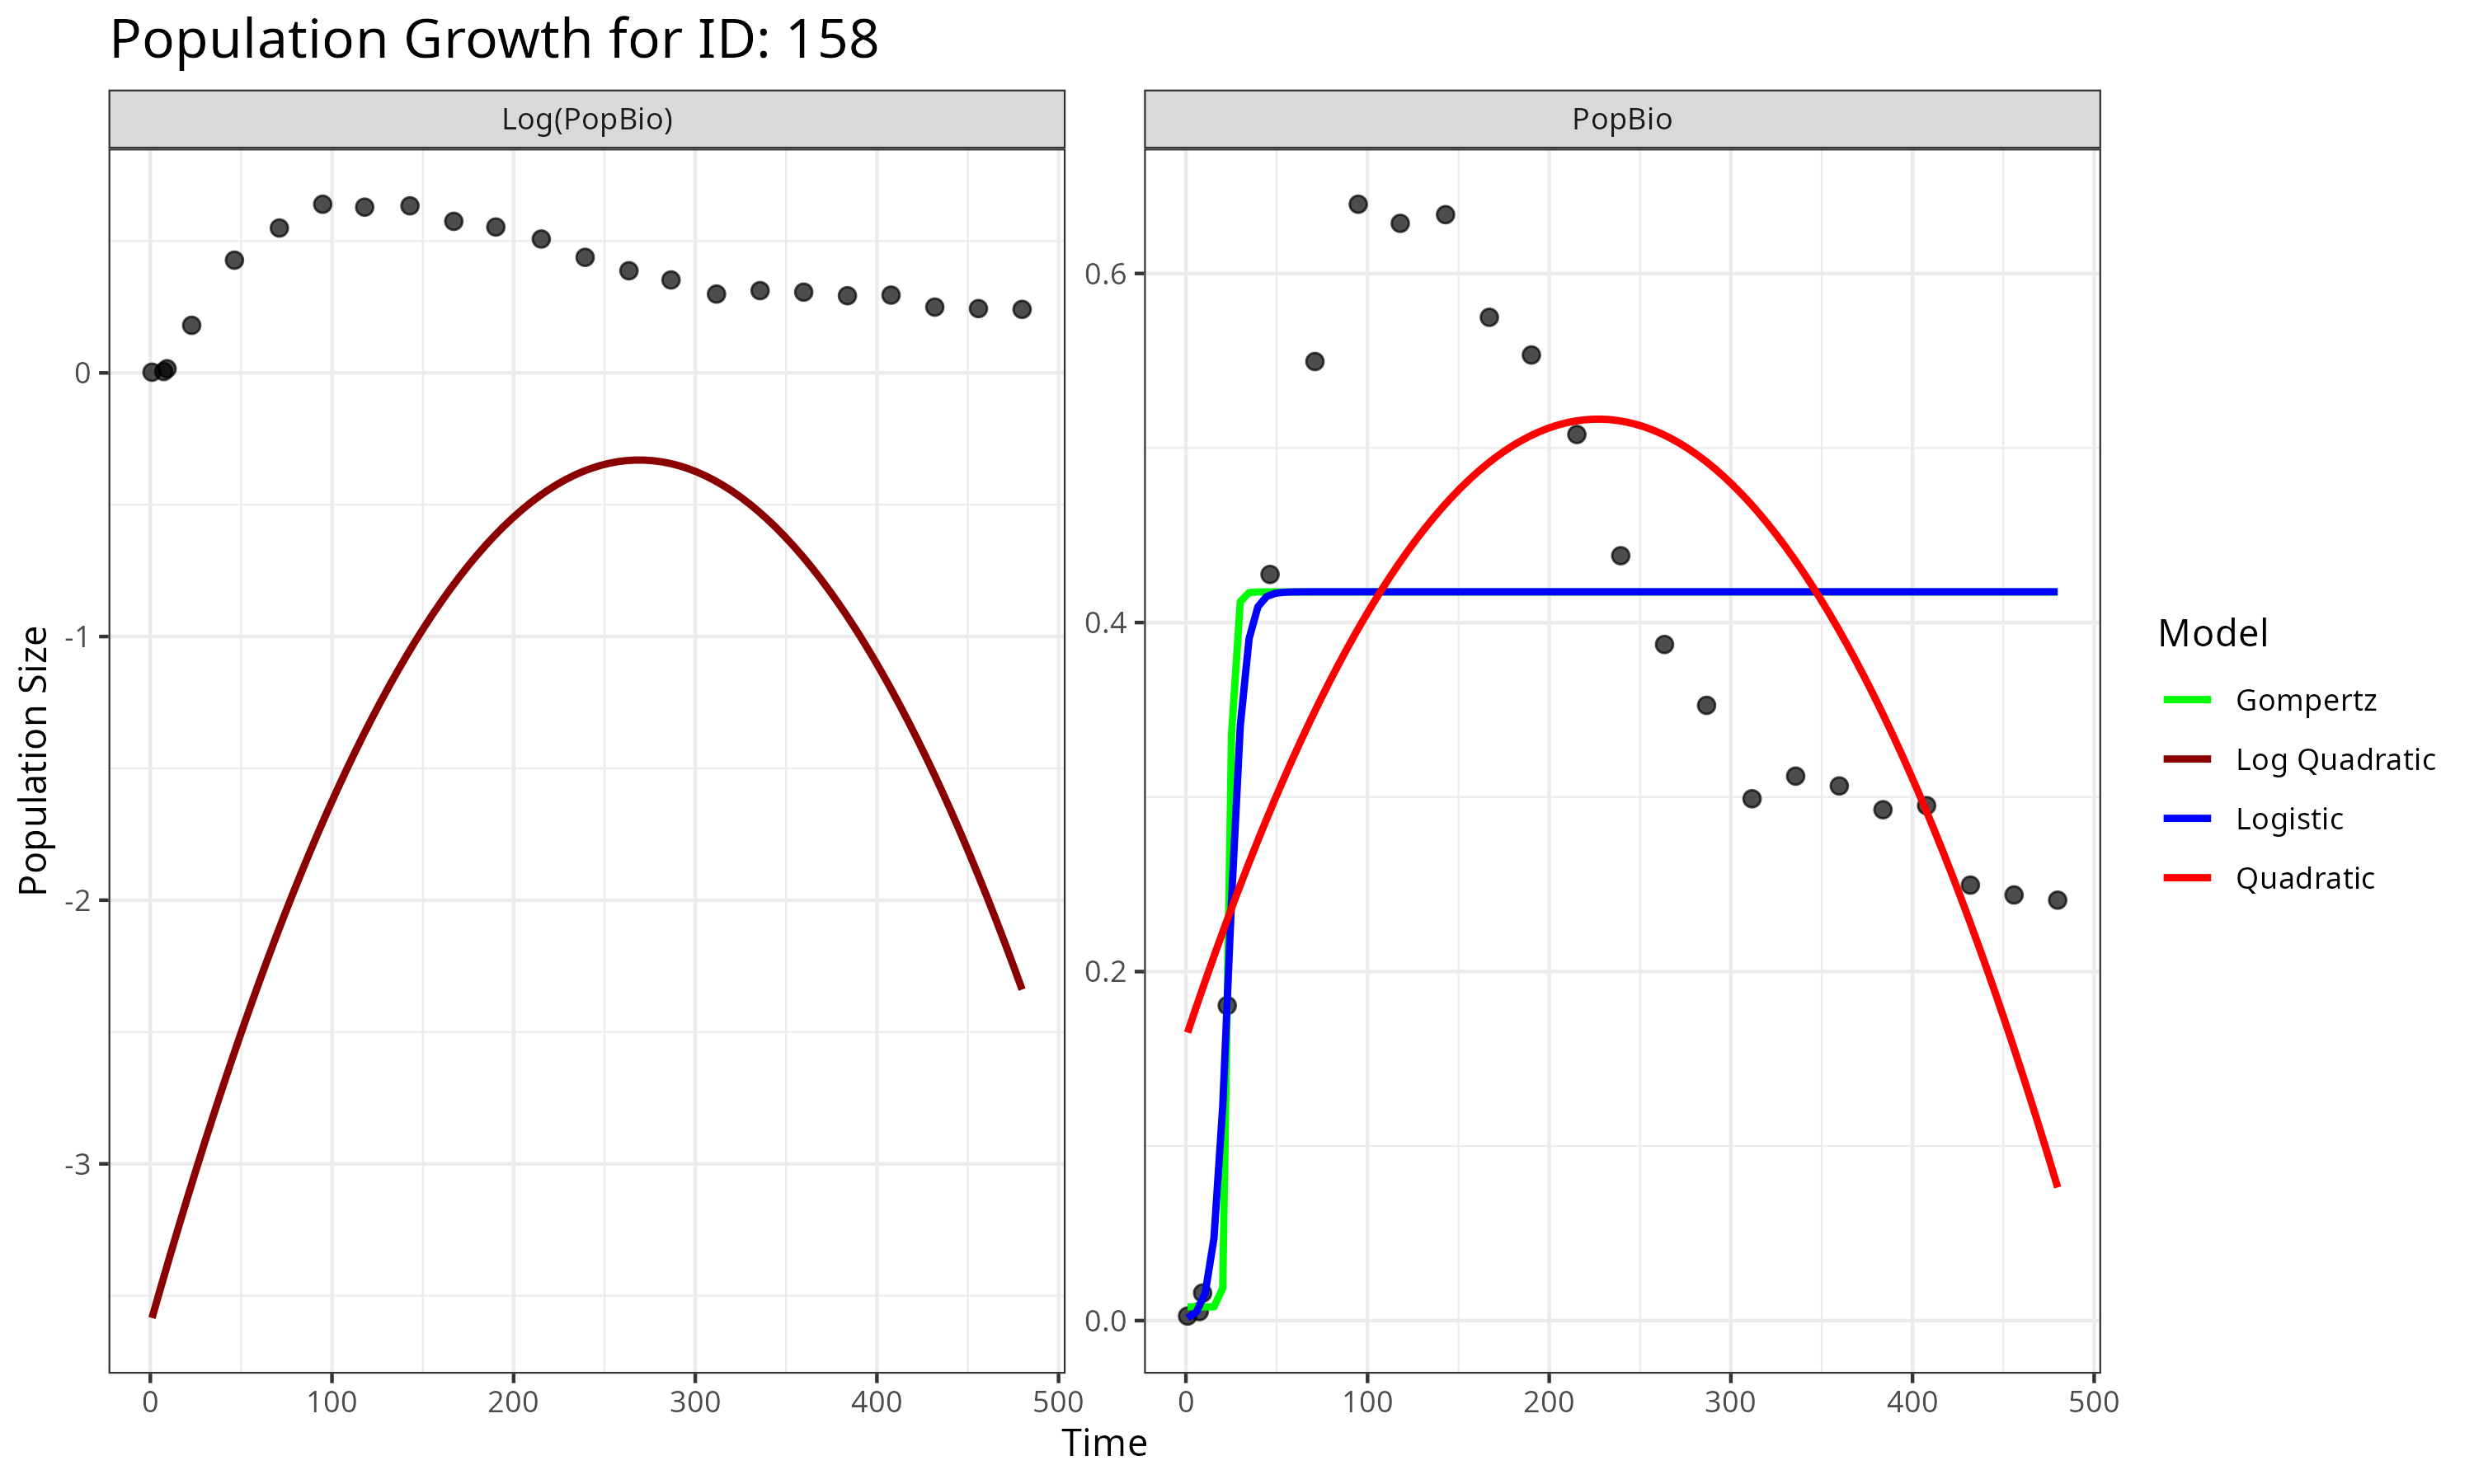 Population Growth for ID: 158
Log(PopBio)
PopBio
Population Size
0
-1
-2
-3
0.6
0.4
0.2
0.0
0 100 200 300 400 500
0 100 200 300 400 500
Time
Model
Gompertz
Log Quadratic
Logistic
Quadratic